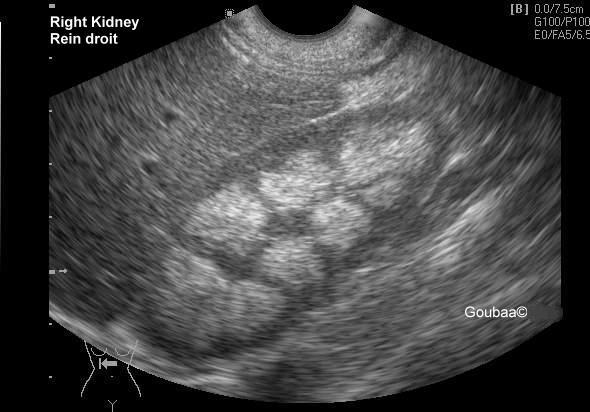 Right Kidney
Rein droit
[B] 0.0/7.5cm
G100/P100
E0/FA5/6.5
Goubaa©